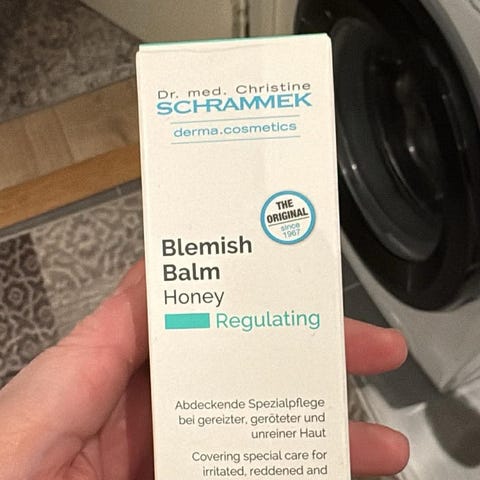 Dr. med. Christine
SCHRAMMEK
derma.cosmetics
THE
ORIGINAL
since
1967
Blemish
Balm
Honey
Regulating
Abdeckende Spezialpflege
bei gereizter, geröteter und
unreiner Haut
Covering special care for
irritated, reddened and